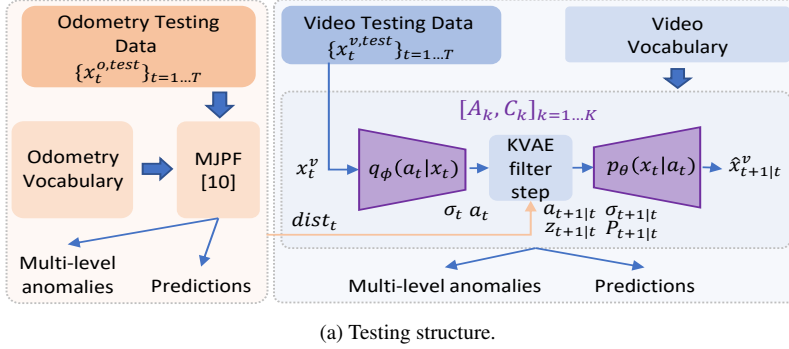 Odometry Testing
Data
{x_t^{o,test}}_{t=1…T}
Odometry
Vocabulary
MJPF
[10]
Multi-level
anomalies
Predictions
Video Testing Data
{x_t^{v,test}}_{t=1…T}
Video
Vocabulary
[A_k, C_k]_{k=1…K}
x_t^v
q_ϕ(a_t|x_t)
KVAE
filter
step
p_θ(x_t|a_t)
x̂_{t+1|t}^v
σ_t a_t
dist_t
a_{t+1|t} σ_{t+1|t}
z_{t+1|t} P_{t+1|t}
Multi-level anomalies
Predictions
(a) Testing structure.